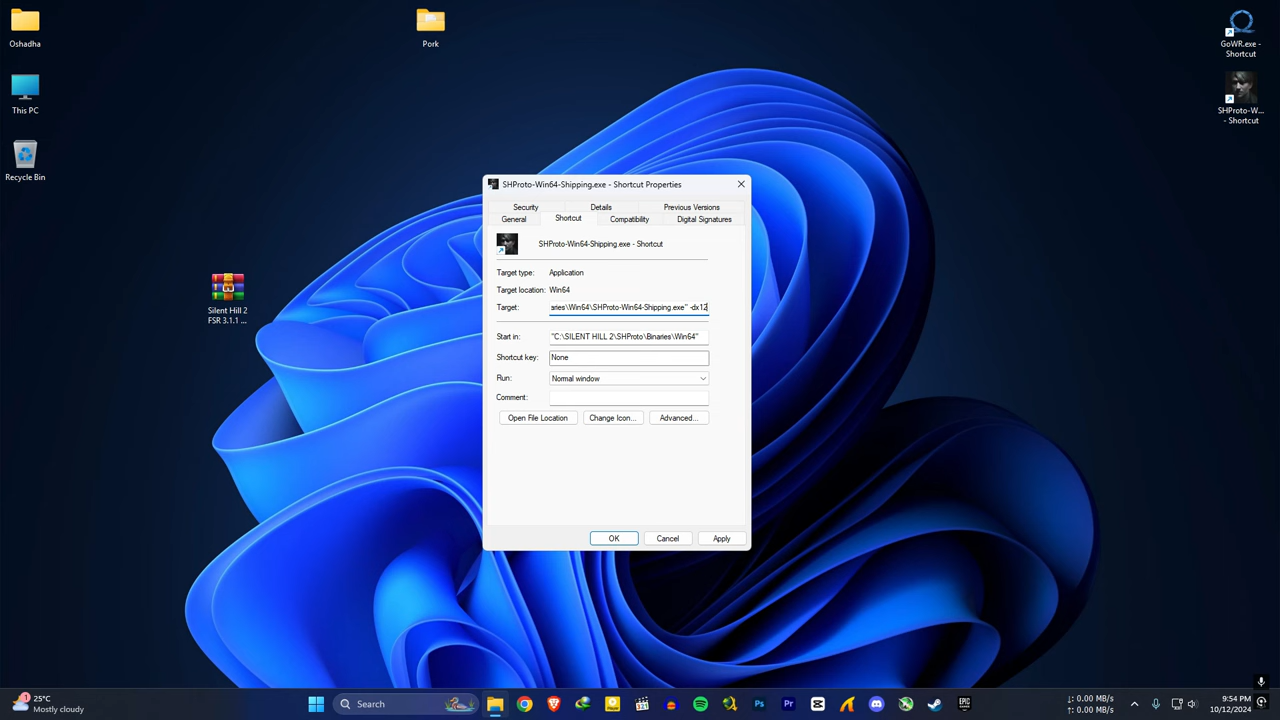 Oshadha
Pork
GoWR.exe -
Shortcut
This PC
SHProto-W...
- Shortcut
Recycle Bin
Silent Hill 2
FSR 3.1.1 ...
SHProto-Win64-Shipping.exe - Shortcut Properties
Security
Details
Previous Versions
General
Shortcut
Compatibility
Digital Signatures
SHProto-Win64-Shipping.exe - Shortcut
Target type:
Application
Target location:
Win64
Target:
aries\Win64\SHProto-Win64-Shipping.exe" -dx12
Start in:
"C:\SILENT HILL 2\SHProto\Binaries\Win64"
Shortcut key:
None
Run:
Normal window
Comment:
Open File Location
Change Icon...
Advanced...
OK
Cancel
Apply
1
25°C
Mostly cloudy
Search
Ps
Pr
EPIC
↓: 0.00 MB/s
↑: 0.00 MB/s
9:54 PM
10/12/2024